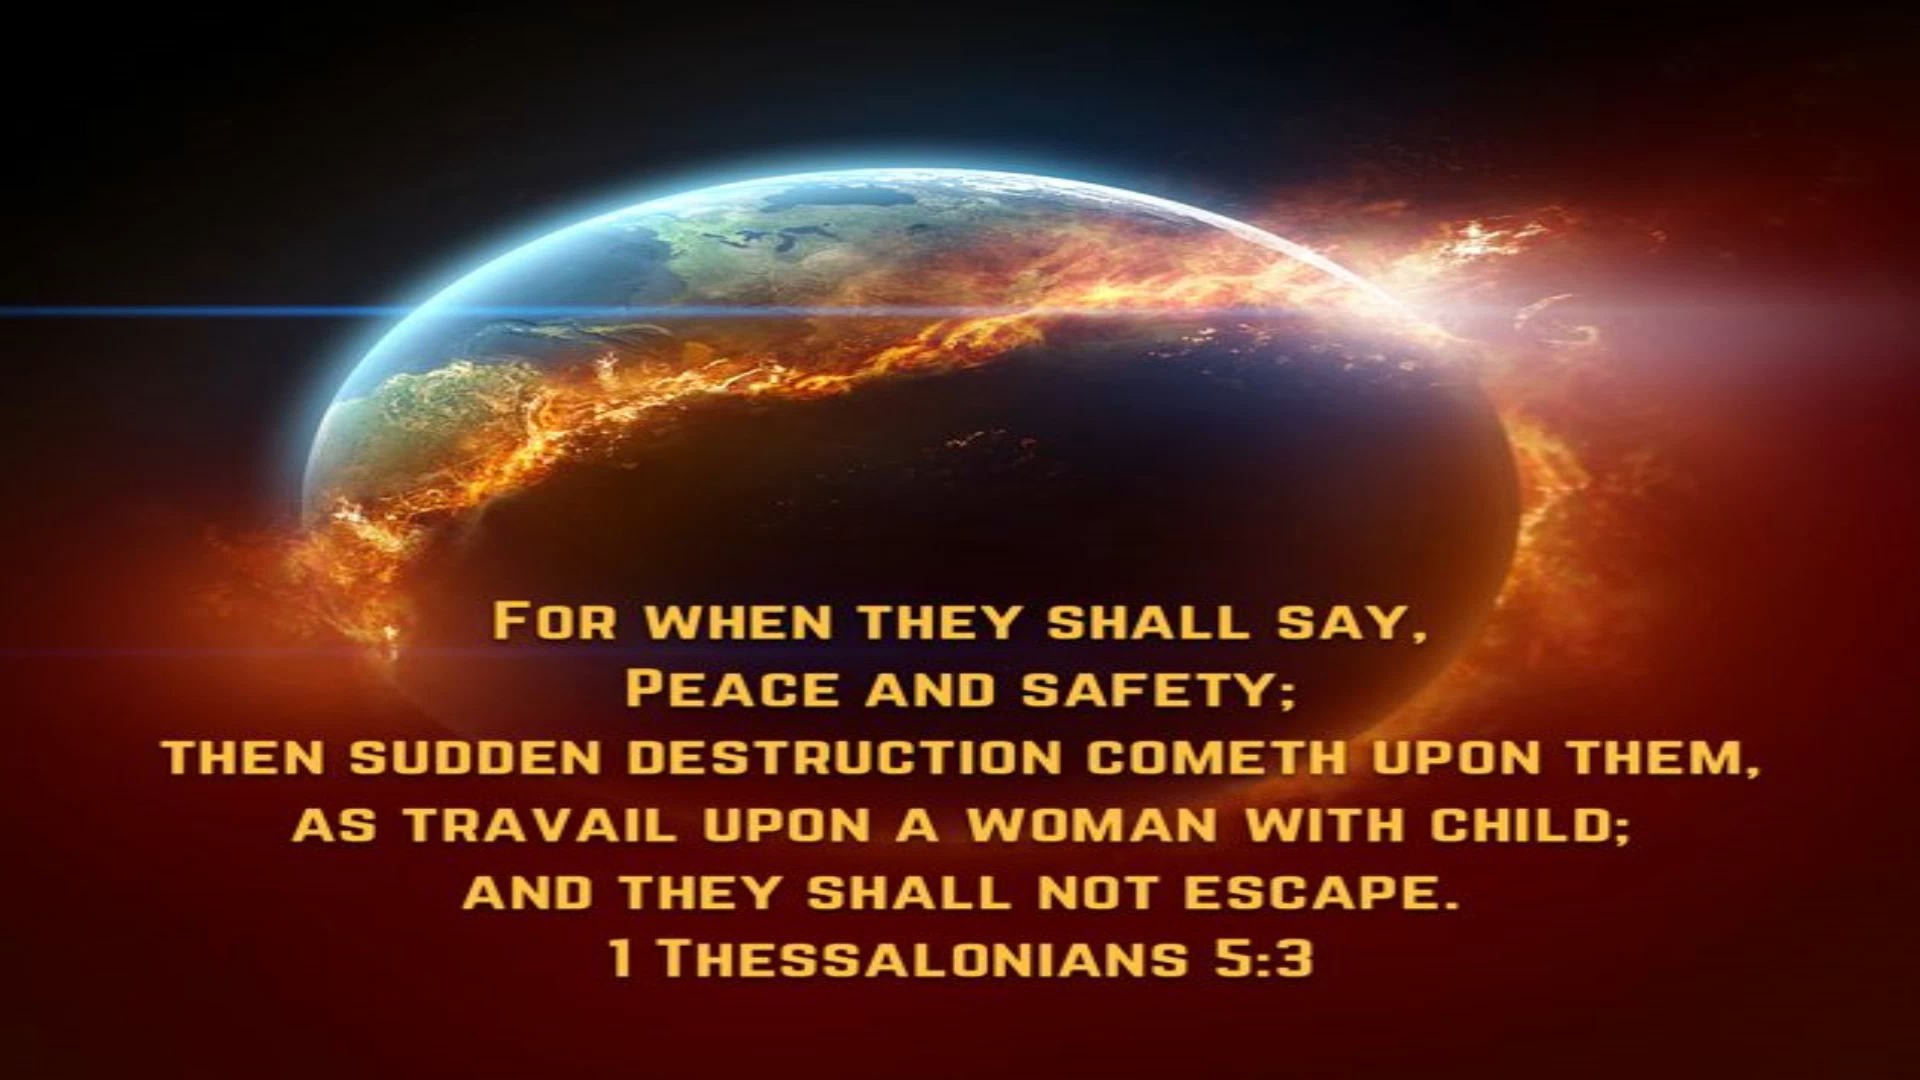 For when they shall say,
Peace and safety;
then sudden destruction cometh upon them,
as travail upon a woman with child;
and they shall not escape.
1 Thessalonians 5:3